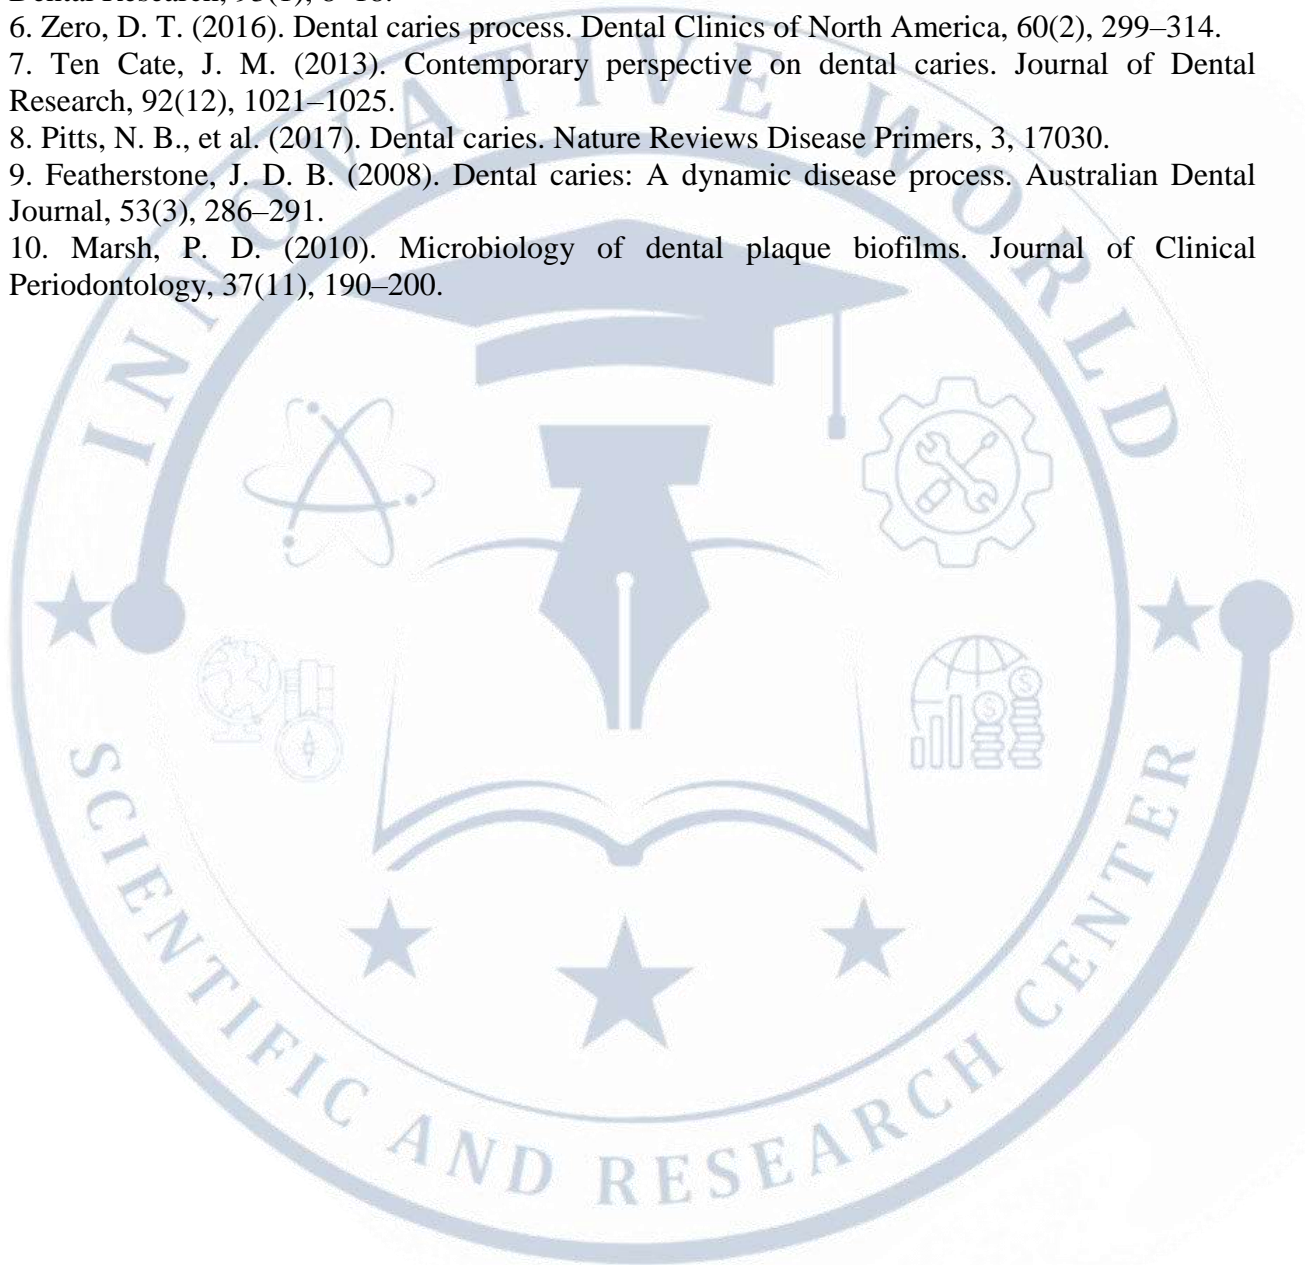 6. Zero, D. T. (2016). Dental caries process. Dental Clinics of North America, 60(2), 299–314.
7. Ten Cate, J. M. (2013). Contemporary perspective on dental caries. Journal of Dental
Research, 92(12), 1021–1025.
8. Pitts, N. B., et al. (2017). Dental caries. Nature Reviews Disease Primers, 3, 17030.
9. Featherstone, J. D. B. (2008). Dental caries: A dynamic disease process. Australian Dental
Journal, 53(3), 286–291.
10. Marsh, P. D. (2010). Microbiology of dental plaque biofilms. Journal of Clinical
Periodontology, 37(11), 190–200.
INNOVATIVE WORLD
SCIENTIFIC AND RESEARCH CENTER